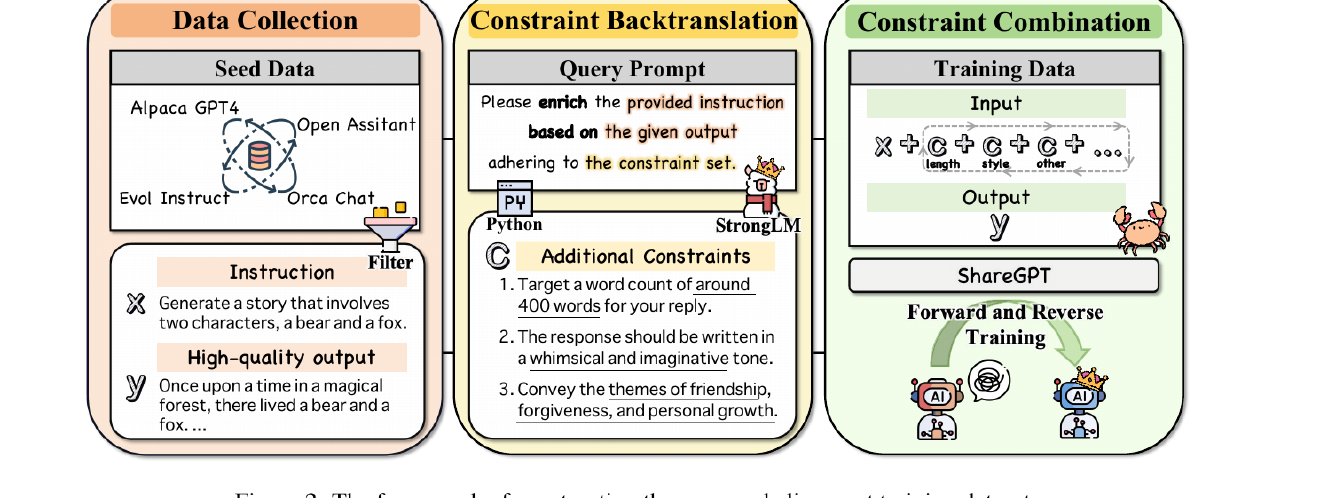 Data Collection
Seed Data
Alpaca GPT4
Open Assitant
Evol Instruct
Orca Chat
Filter
Instruction
X
Generate a story that involves
two characters, a bear and a fox.
High-quality output
y
Once upon a time in a magical
forest, there lived a bear and a
fox. ...
Constraint Backtranslation
Query Prompt
Please enrich the provided instruction
based on the given output
adhering to the constraint set.
PY
Python
StrongLM
C
Additional Constraints
1. Target a word count of around
400 words for your reply.
2. The response should be written in
a whimsical and imaginative tone.
3. Convey the themes of friendship,
forgiveness, and personal growth.
Constraint Combination
Training Data
Input
X + C + C + C + ...
length style other
Output
y
ShareGPT
Forward and Reverse
Training
AI
AI